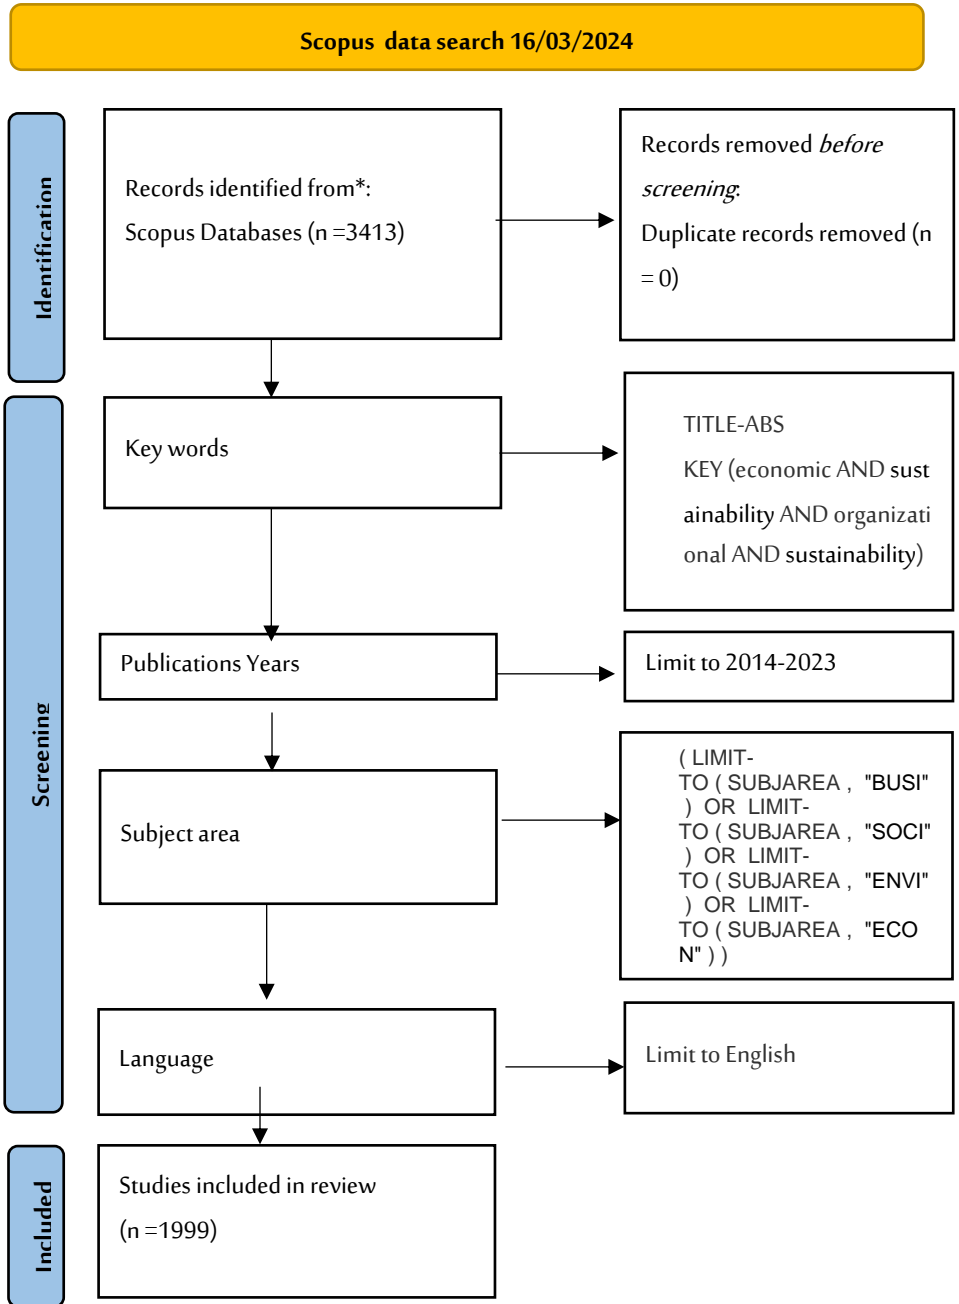 Scopus data search 16/03/2024
Identification
Records identified from*:
Scopus Databases (n =3413)
Records removed before
screening:
Duplicate records removed (n
= 0)
Screening
Key words
TITLE-ABS
KEY (economic AND sust
ainability AND organizati
onal AND sustainability)
Publications Years
Limit to 2014-2023
Subject area
( LIMIT-
TO ( SUBJAREA , "BUSI"
) OR LIMIT-
TO ( SUBJAREA , "SOCI"
) OR LIMIT-
TO ( SUBJAREA , "ENVI"
) OR LIMIT-
TO ( SUBJAREA , "ECO
N" ) )
Language
Limit to English
Included
Studies included in review
(n =1999)